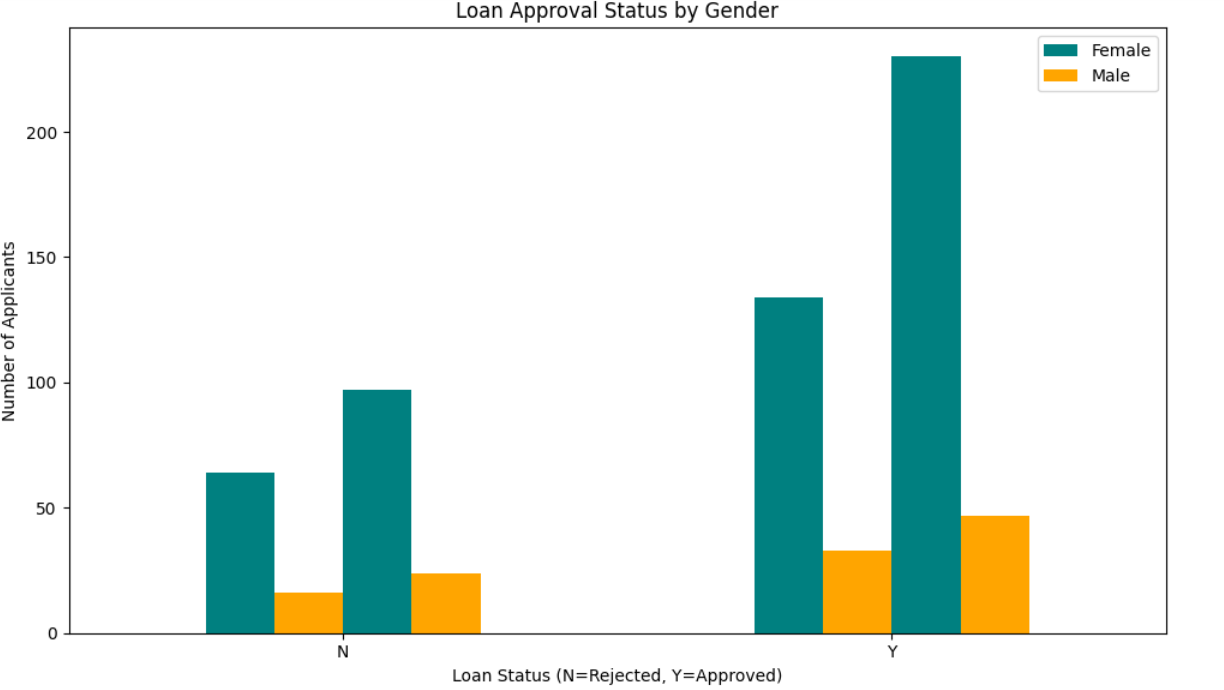 Loan Approval Status by Gender
Female
Male
Number of Applicants
200
150
100
50
0
N
Y
Loan Status (N=Rejected, Y=Approved)